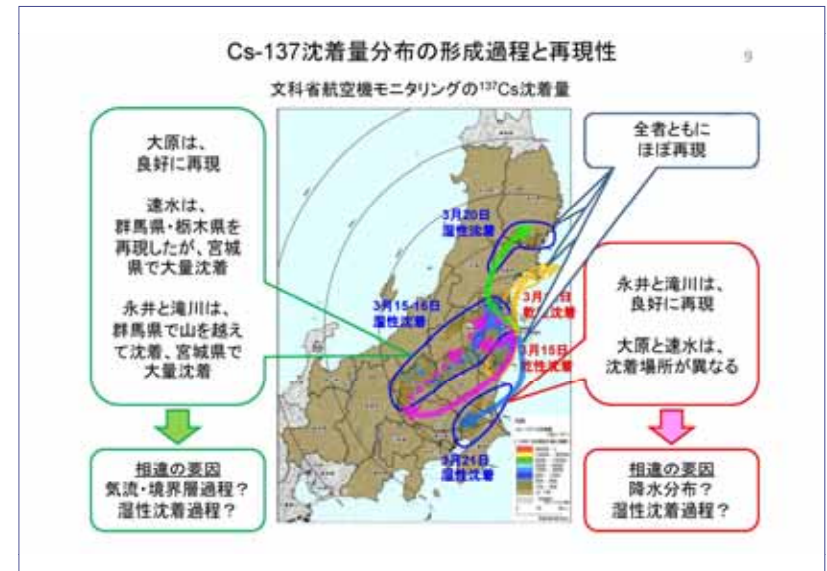 Cs-137沈着量分布の形成過程と再現性
9
文科省航空機モニタリングの¹³⁷Cs沈着量
大原は、
良好に再現
速水は、
群馬県・栃木県を
再現したが、宮城
県で大量沈着
永井と滝川は、
群馬県で山を越え
て沈着、宮城県で
大量沈着
相違の要因
気流・境界層過程?
湿性沈着過程?
3月20日
湿性沈着
3月15-16日
湿性沈着
3月15日
3月21日
湿性沈着
全者ともに
ほぼ再現
永井と滝川は、
良好に再現
大原と速水は、
沈着場所が異なる
相違の要因
降水分布?
湿性沈着過程?